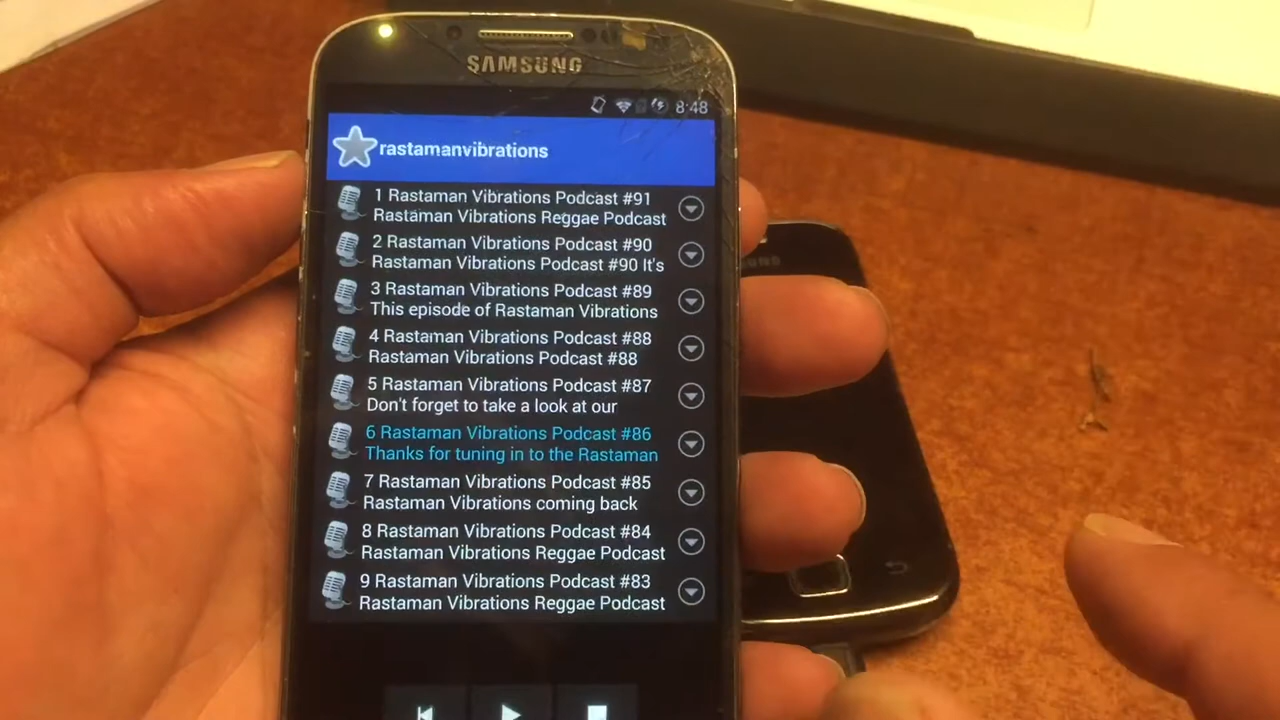 SAMSUNG
8:48
rastamanvibrations
1 Rastaman Vibrations Podcast #91
Rastaman Vibrations Reggae Podcast
2 Rastaman Vibrations Podcast #90
Rastaman Vibrations Podcast #90 It's
3 Rastaman Vibrations Podcast #89
This episode of Rastaman Vibrations
4 Rastaman Vibrations Podcast #88
Rastaman Vibrations Podcast #88
5 Rastaman Vibrations Podcast #87
Don't forget to take a look at our
6 Rastaman Vibrations Podcast #86
Thanks for tuning in to the Rastaman
7 Rastaman Vibrations Podcast #85
Rastaman Vibrations coming back
8 Rastaman Vibrations Podcast #84
Rastaman Vibrations Reggae Podcast
9 Rastaman Vibrations Podcast #83
Rastaman Vibrations Reggae Podcast